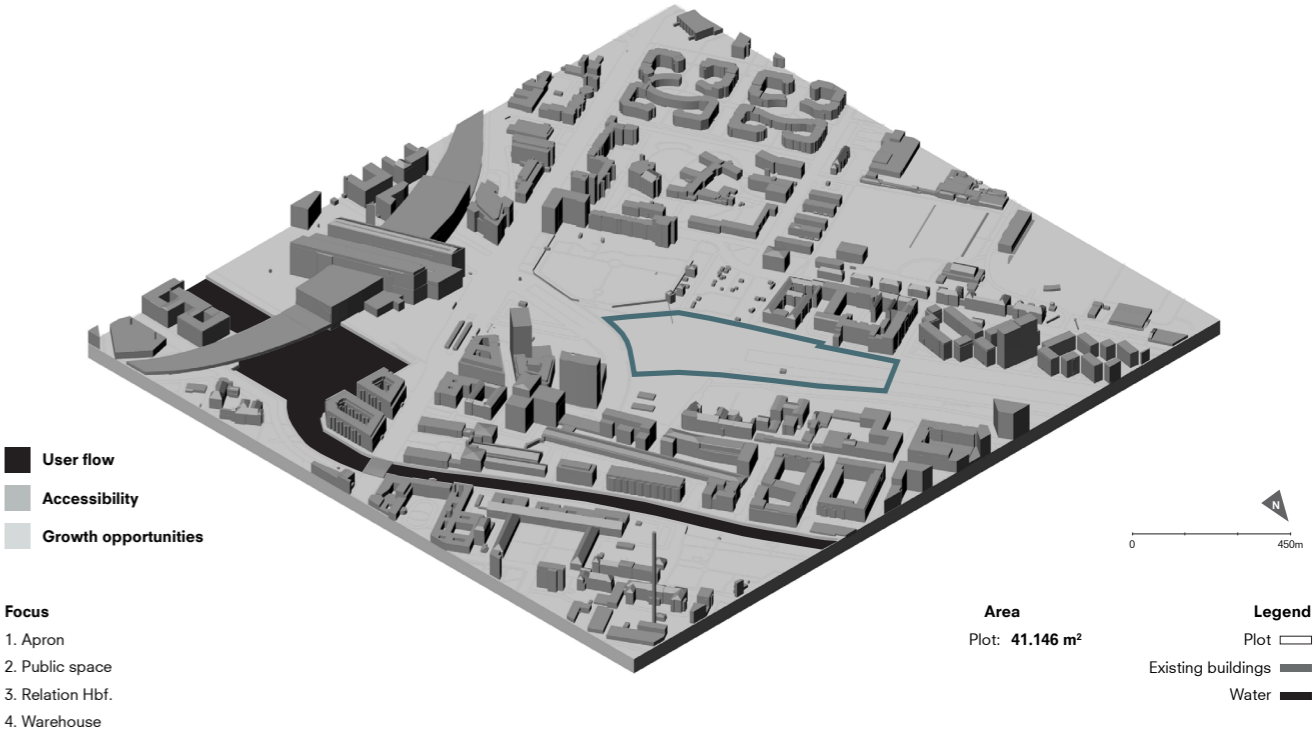 User flow
Accessibility
Growth opportunities
N
0 450m
Focus
1. Apron
2. Public space
3. Relation Hbf.
4. Warehouse
Area
Plot: 41.146 m²
Legend
Plot
Existing buildings
Water